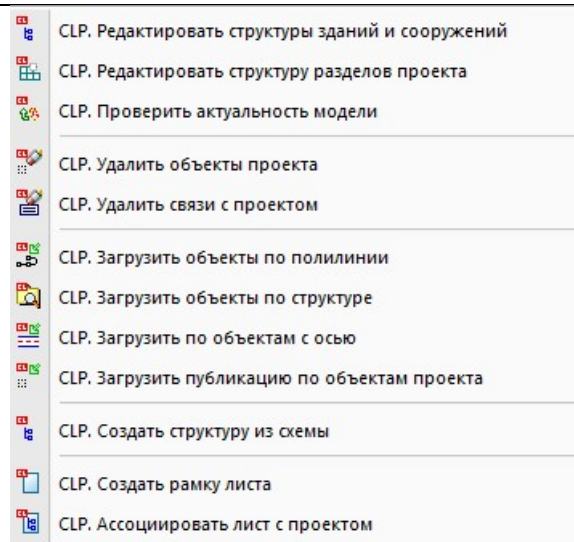 CLP. Редактировать структуры зданий и сооружений
CLP. Редактировать структуру разделов проекта
CLP. Проверить актуальность модели
CLP. Удалить объекты проекта
CLP. Удалить связи с проектом
CLP. Загрузить объекты по полилинии
CLP. Загрузить объекты по структуре
CLP. Загрузить по объектам с осью
CLP. Загрузить публикацию по объектам проекта
CLP. Создать структуру из схемы
CLP. Создать рамку листа
CLP. Ассоциировать лист с проектом